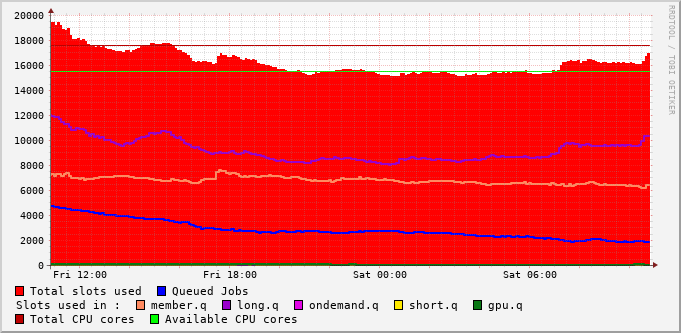 RRDTOOL / TOBI OETIKER
20000
18000
16000
14000
12000
10000
8000
6000
4000
2000
0
Fri 12:00 Fri 18:00 Sat 00:00 Sat 06:00
Total slots used Queued Jobs
Slots used in : member.q long.q ondemand.q short.q gpu.q
Total CPU cores Available CPU cores